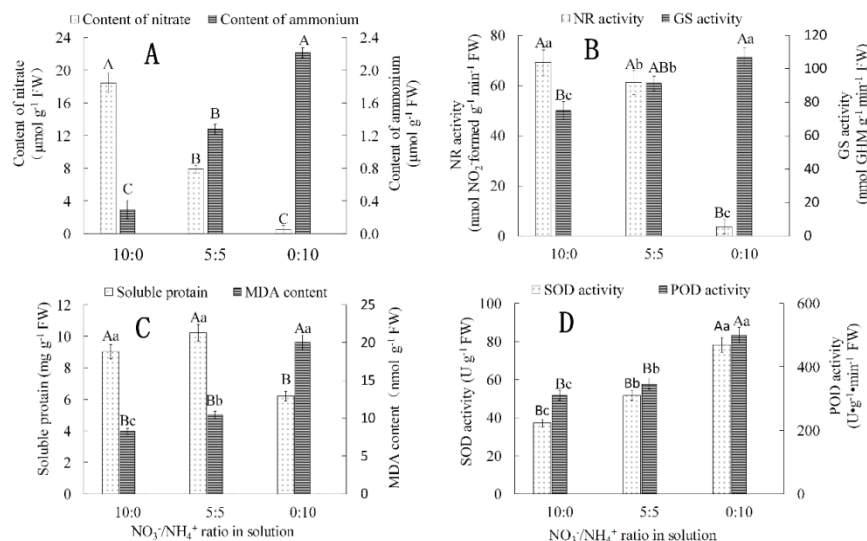 Content of nitrate Content of ammonium
A
Content of nitrate
(μmol g⁻¹ FW)
24
20
16
12
8
4
0
A
C
B
B
C
A
2.4
2.0
1.6
1.2
0.8
0.4
0.0
Content of ammonium
(μmol g⁻¹ FW)
10:0 5:5 0:10
NR activity GS activity
B
NR activity
(nmol NO₂-formed g⁻¹ min⁻¹ FW)
80
60
40
20
0
Aa
Bc
Ab
ABb
Bc
Aa
120
100
80
60
40
20
0
GS activity
(nmol GHM g⁻¹ min⁻¹ FW)
10:0 5:5 0:10
Soluble protein MDA content
C
Soluble protein (mg g⁻¹ FW)
12
10
8
6
4
2
0
Aa
Bc
Aa
Bb
B
Aa
25
20
15
10
5
0
MDA content (nmol g⁻¹ FW)
10:0 5:5 0:10
NO₃⁻/NH₄⁺ ratio in solution
SOD activity POD activity
D
SOD activity (U g⁻¹ FW)
100
80
60
40
20
0
Bc
Bc
Bb
Bb
Aa
Aa
600
400
200
0
POD activity
(U•g⁻¹•min⁻¹ FW)
10:0 5:5 0:10
NO₃⁻/NH₄⁺ ratio in solution